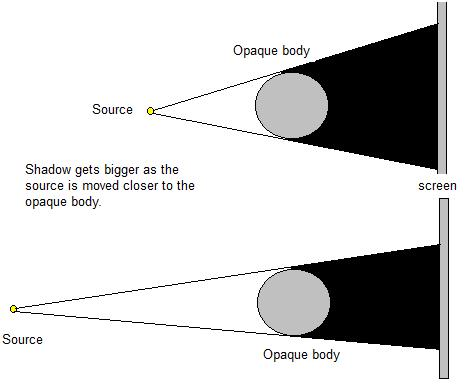 Opaque body
Source
Shadow gets bigger as the
source is moved closer to the
opaque body.
screen
Source
Opaque body